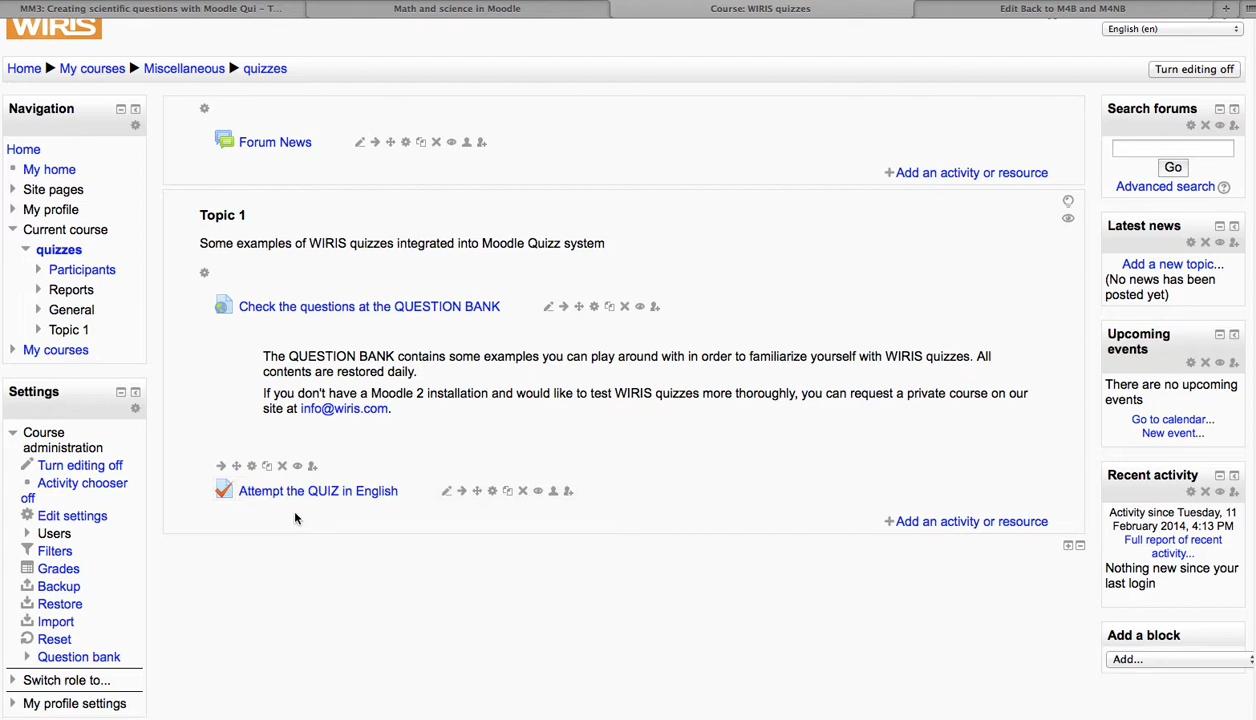 MM3: Creating scientific questions with Moodle Qui - T...
Math and science in Moodle
Course: WIRIS quizzes
Edit Back to M4B and M4NB
WIRIS
English (en)
Home ▶ My courses ▶ Miscellaneous ▶ quizzes
Turn editing off
Navigation
Home
My home
Site pages
My profile
Current course
quizzes
Participants
Reports
General
Topic 1
My courses
Settings
Course
administration
Turn editing off
Activity chooser
off
Edit settings
Users
Filters
Grades
Backup
Restore
Import
Reset
Question bank
Switch role to...
My profile settings
Forum News
+Add an activity or resource
Topic 1
Some examples of WIRIS quizzes integrated into Moodle Quizz system
Check the questions at the QUESTION BANK
The QUESTION BANK contains some examples you can play around with in order to familiarize yourself with WIRIS quizzes. All
contents are restored daily.
If you don't have a Moodle 2 installation and would like to test WIRIS quizzes more thoroughly, you can request a private course on our
site at info@wiris.com.
Attempt the QUIZ in English
+Add an activity or resource
Search forums
Go
Advanced search
Latest news
Add a new topic...
(No news has been
posted yet)
Upcoming
events
There are no upcoming
events
Go to calendar...
New event...
Recent activity
Activity since Tuesday, 11
February 2014, 4:13 PM
Full report of recent
activity...
Nothing new since your
last login
Add a block
Add...